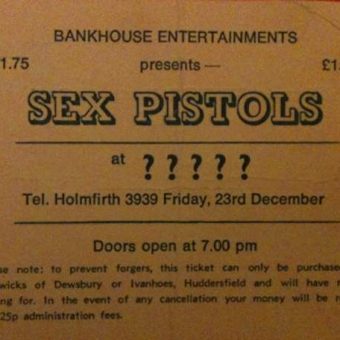 BANKHOUSE ENTERTAINMENTS
1.75 presents — £1
SEX PISTOLS
at ? ? ? ? ?
Tel. Holmfirth 3939 Friday, 23rd December
Doors open at 7.00 pm
se note; to prevent forgers, this ticket can only be purchase
wicks of Dewsbury or Ivanhoes, Huddersfield and will have
ng for. In the event of any cancellation your money will be
25p administration fees.